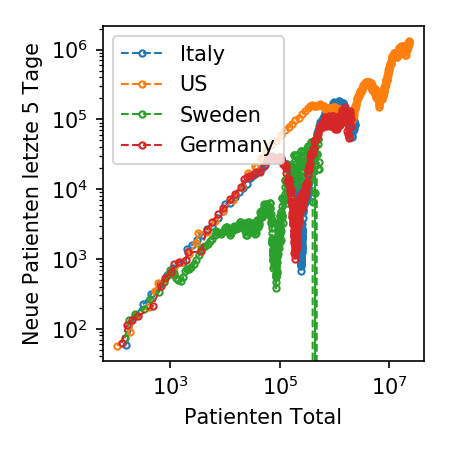 Neue Patienten letzte 5 Tage
10⁶
10⁵
10⁴
10³
10²
Italy
US
Sweden
Germany
10³
10⁵
10⁷
Patienten Total